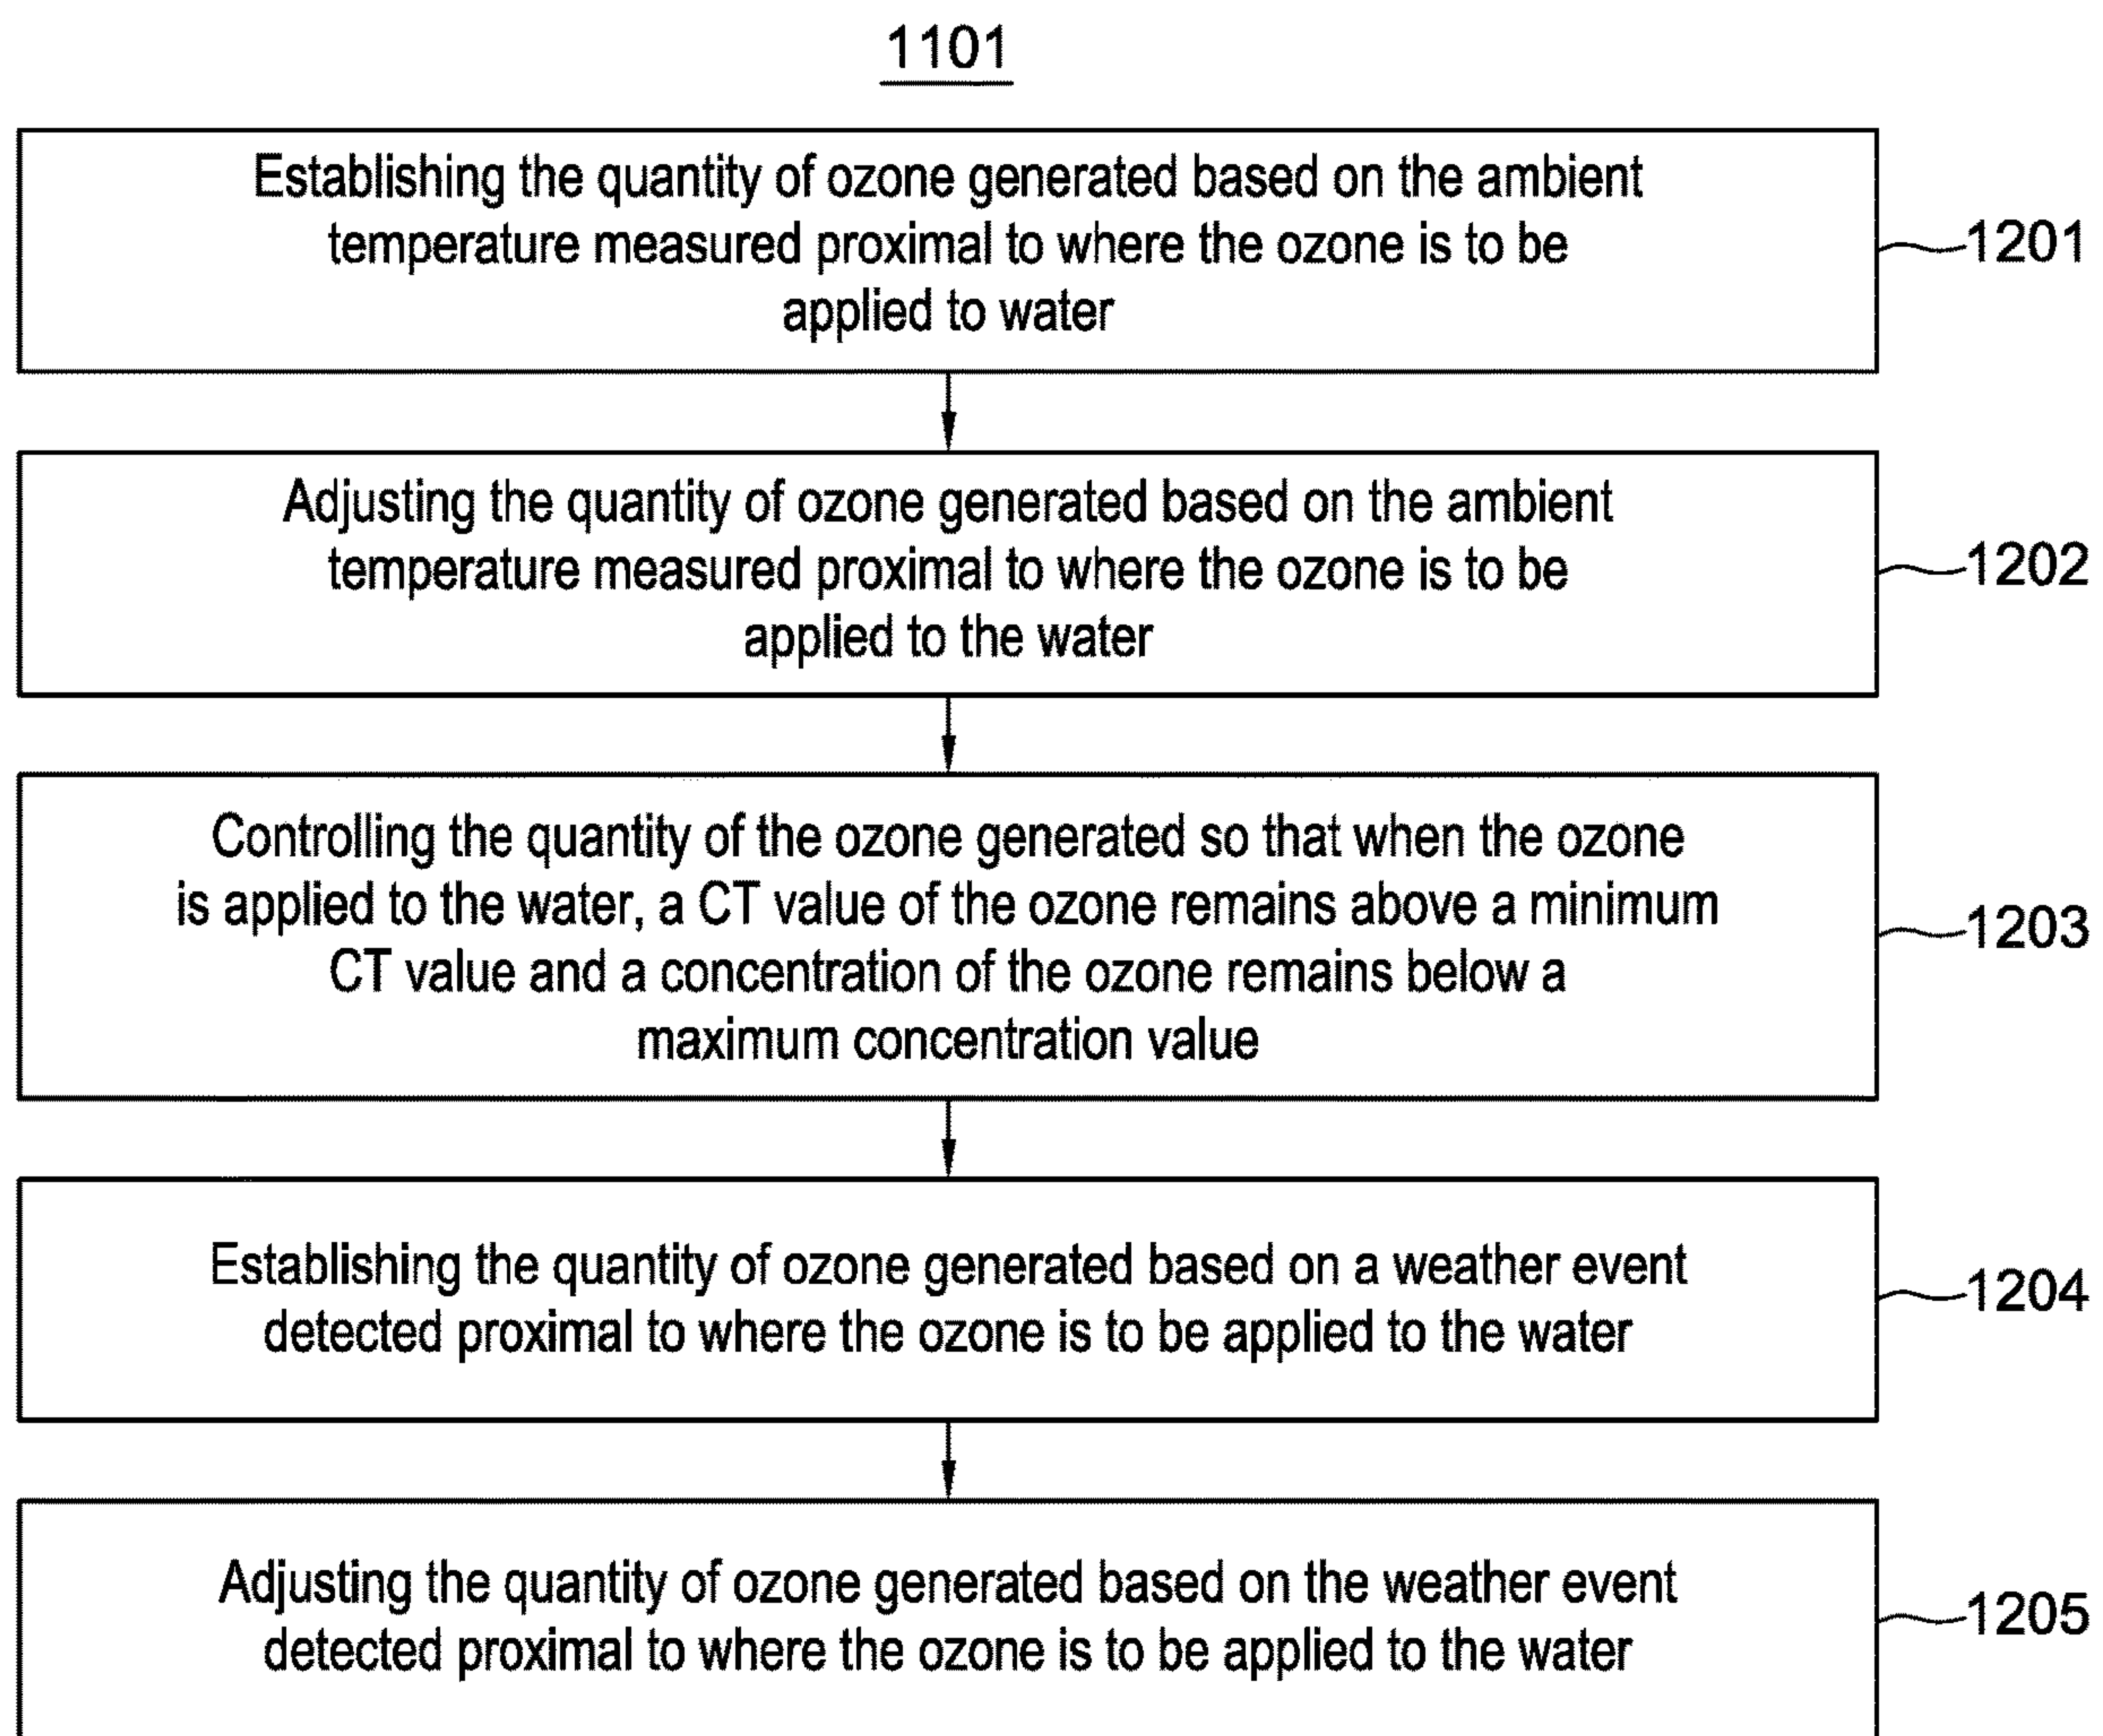 1101
Establishing the quantity of ozone generated based on the ambient
temperature measured proximal to where the ozone is to be
applied to water
1201
Adjusting the quantity of ozone generated based on the ambient
temperature measured proximal to where the ozone is to be
applied to the water
1202
Controlling the quantity of the ozone generated so that when the ozone
is applied to the water, a CT value of the ozone remains above a minimum
CT value and a concentration of the ozone remains below a
maximum concentration value
1203
Establishing the quantity of ozone generated based on a weather event
detected proximal to where the ozone is to be applied to the water
1204
Adjusting the quantity of ozone generated based on the weather event
detected proximal to where the ozone is to be applied to the water
1205